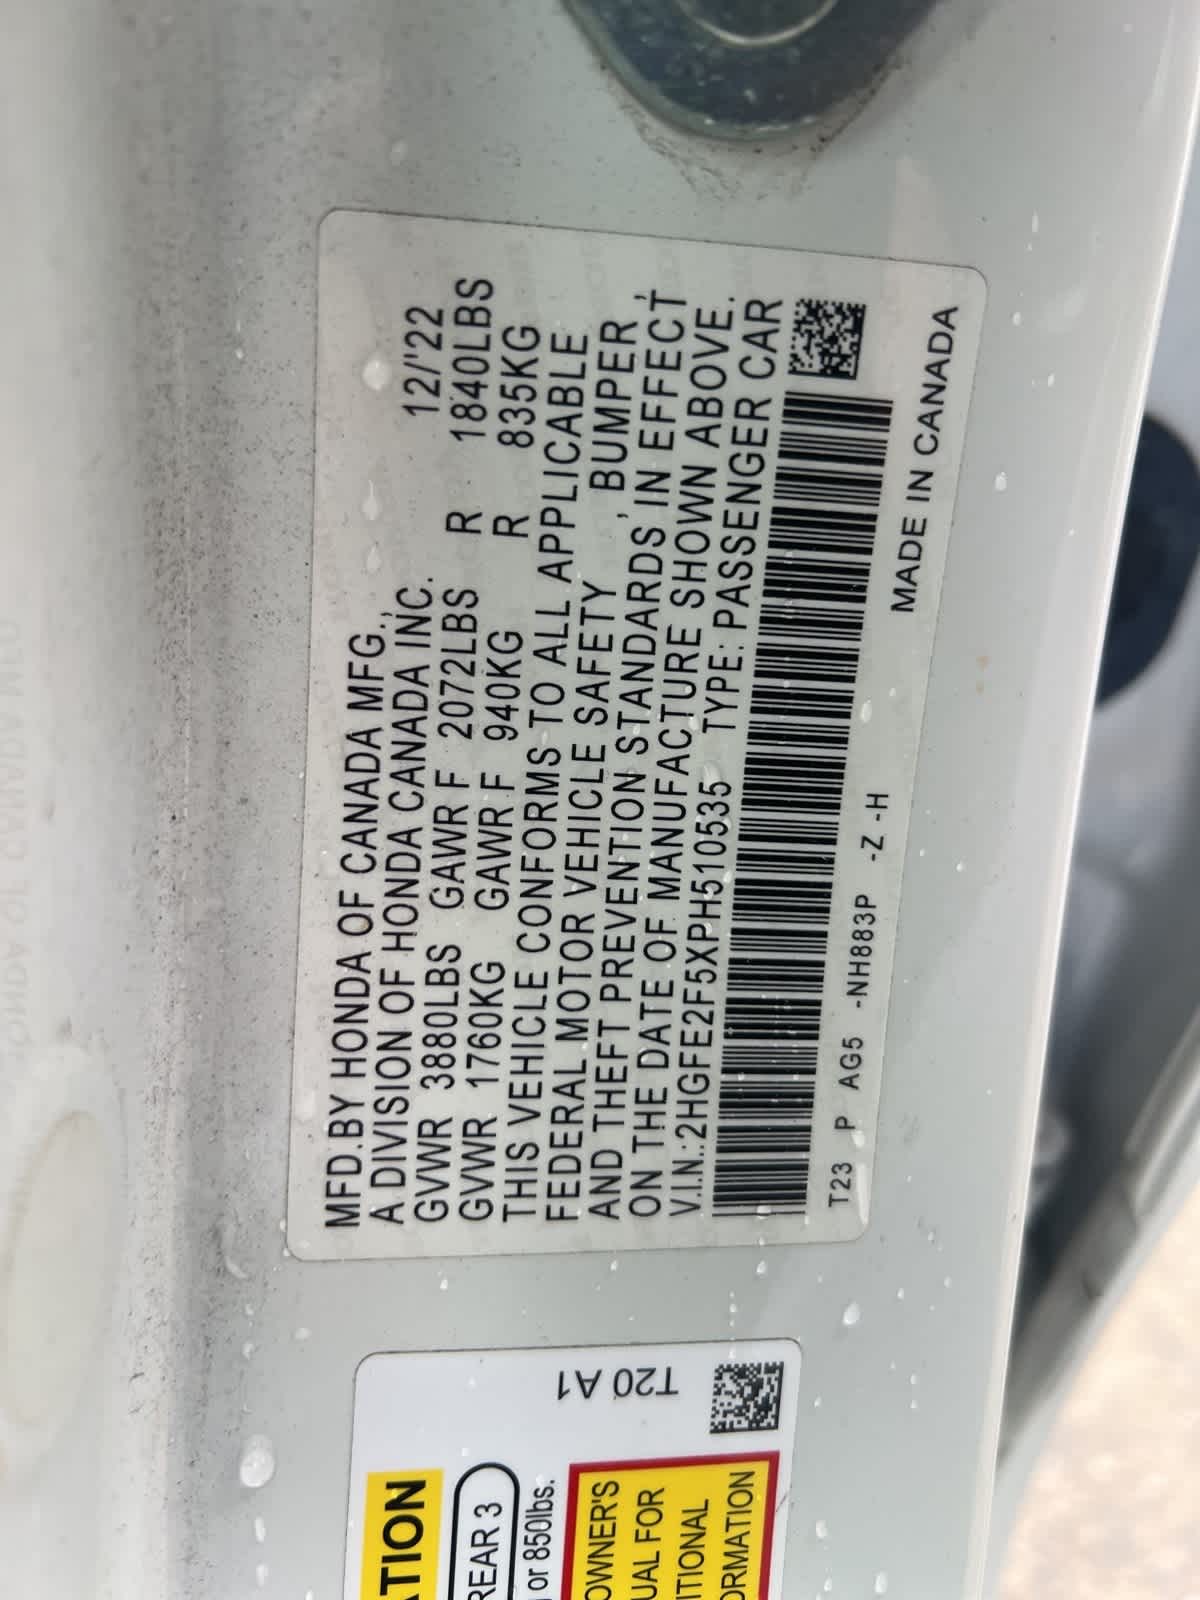 MFD.BY HONDA OF CANADA MFG.,
A DIVISION OF HONDA CANADA INC. 12/'22
GVWR 3880LBS GAWR F 2072LBS R 1840LBS
GVWR 1760KG GAWR F 940KG R 835KG
THIS VEHICLE CONFORMS TO ALL APPLICABLE
FEDERAL MOTOR VEHICLE SAFETY , BUMPER ,
AND THEFT PREVENTION STANDARDS IN EFFECT
ON THE DATE OF MANUFACTURE SHOWN ABOVE.
V.I.N.:2HGFE2F5XPH510535 TYPE: PASSENGER CAR
T23 P AG5 -NH883P -Z -H
MADE IN CANADA
T20 A1
REAR 3
or 850lbs.
OWNER'S
FOR